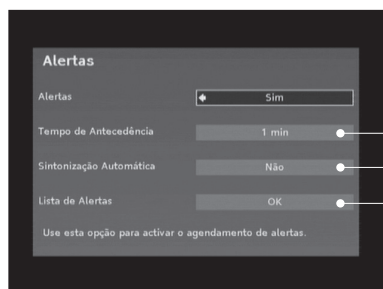 Alertas
Alertas Sim
Tempo de Antecedência 1 min
Sintonização Automática Não
Lista de Alertas OK
Use esta opção para activar o agendamento de alertas.